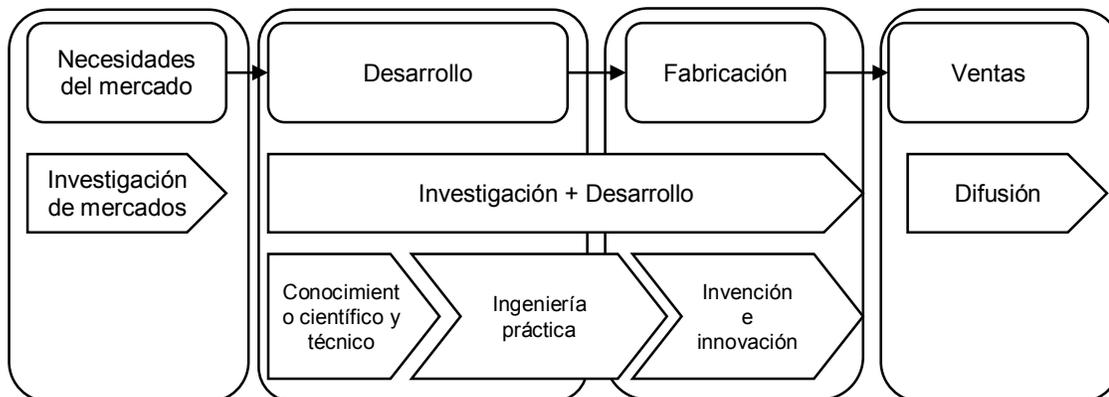 Necesidades
del mercado
Desarrollo
Fabricación
Ventas
Investigación
de mercados
Investigación + Desarrollo
Difusión
Conocimient
o científico y
técnico
Ingeniería
práctica
Invención
e
innovación